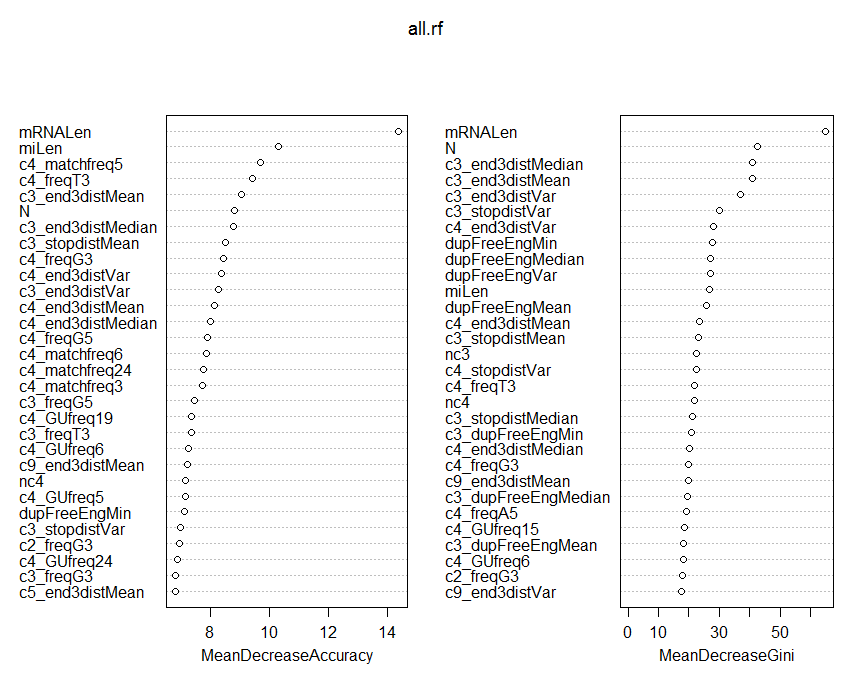 all.rf
mRNALen
miLen
c4_matchfreq5
c4_freqT3
c3_end3distMean
N
c3_end3distMedian
c3_stopdistMean
c4_freqG3
c4_end3distVar
c3_end3distVar
c4_end3distMean
c4_end3distMedian
c4_freqG5
c4_matchfreq6
c4_matchfreq24
c4_matchfreq3
c3_freqG5
c4_GUfreq19
c3_freqT3
c4_GUfreq6
c9_end3distMean
nc4
c4_GUfreq5
dupFreeEngMin
c3_stopdistVar
c2_freqG3
c4_GUfreq24
c3_freqG3
c5_end3distMean
8 10 12 14
MeanDecreaseAccuracy
mRNALen
N
c3_end3distMedian
c3_end3distMean
c3_end3distVar
c3_stopdistVar
c4_end3distVar
dupFreeEngMin
dupFreeEngMedian
dupFreeEngVar
miLen
dupFreeEngMean
c4_end3distMean
c3_stopdistMean
nc3
c4_stopdistVar
c4_freqT3
nc4
c3_stopdistMedian
c3_dupFreeEngMin
c4_end3distMedian
c4_freqG3
c9_end3distMean
c3_dupFreeEngMedian
c4_freqA5
c4_GUfreq15
c3_dupFreeEngMean
c4_GUfreq6
c2_freqG3
c9_end3distVar
0 10 30 50
MeanDecreaseGini